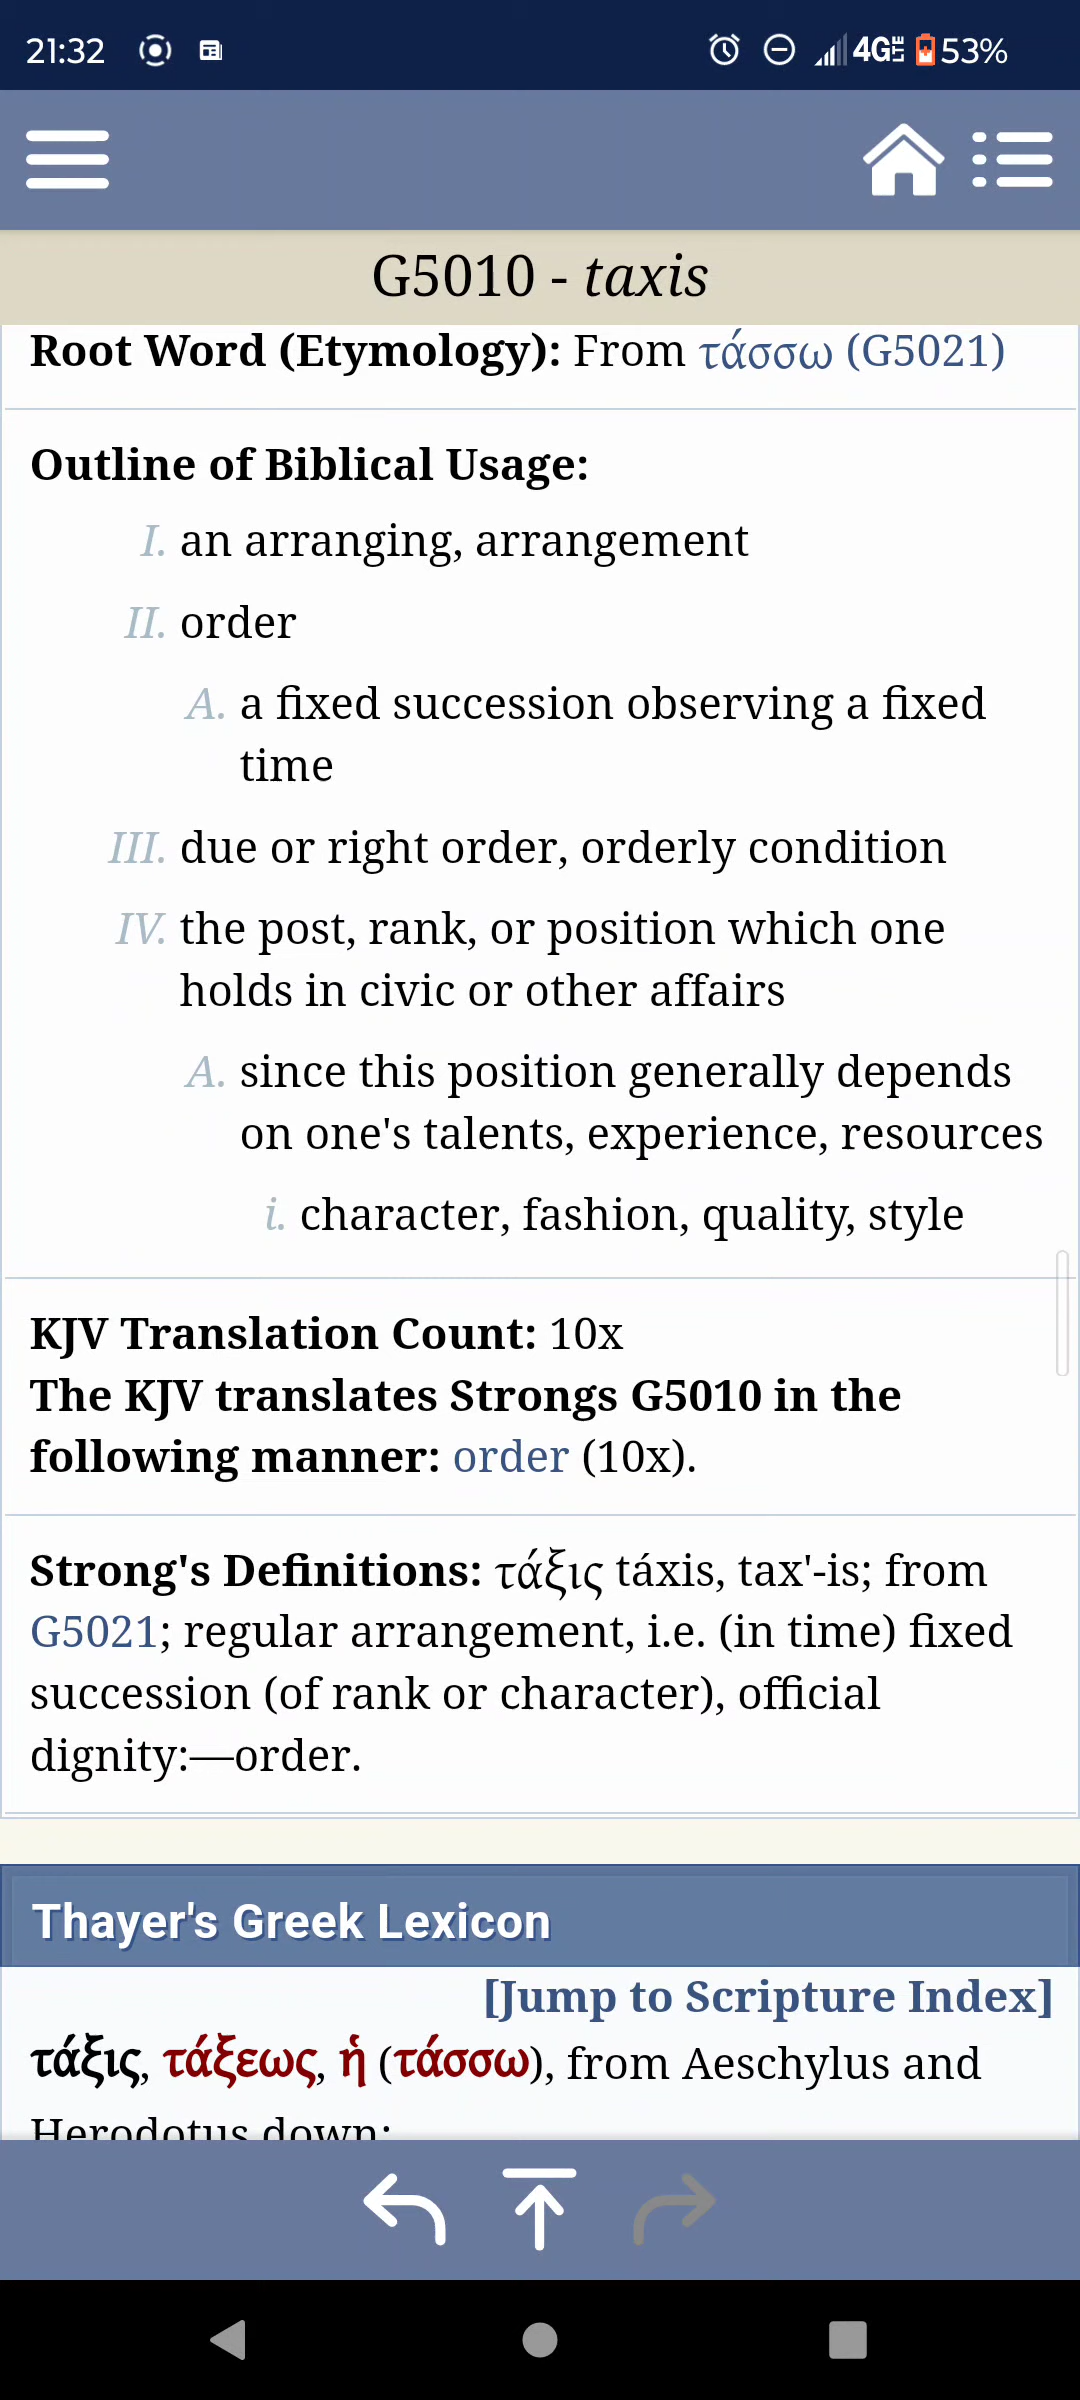 21:32 4G LTE 53%
G5010 - taxis
Root Word (Etymology): From τάσσω (G5021)
Outline of Biblical Usage:
I. an arranging, arrangement
II. order
A. a fixed succession observing a fixed
time
III. due or right order, orderly condition
IV. the post, rank, or position which one
holds in civic or other affairs
A. since this position generally depends
on one's talents, experience, resources
i. character, fashion, quality, style
KJV Translation Count: 10x
The KJV translates Strongs G5010 in the
following manner: order (10x).
Strong's Definitions: τάξις táxis, tax'-is; from
G5021; regular arrangement, i.e. (in time) fixed
succession (of rank or character), official
dignity:—order.
Thayer's Greek Lexicon
[Jump to Scripture Index]
τάξις, τάξεως, ἡ (τάσσω), from Aeschylus and
Herodotus down: